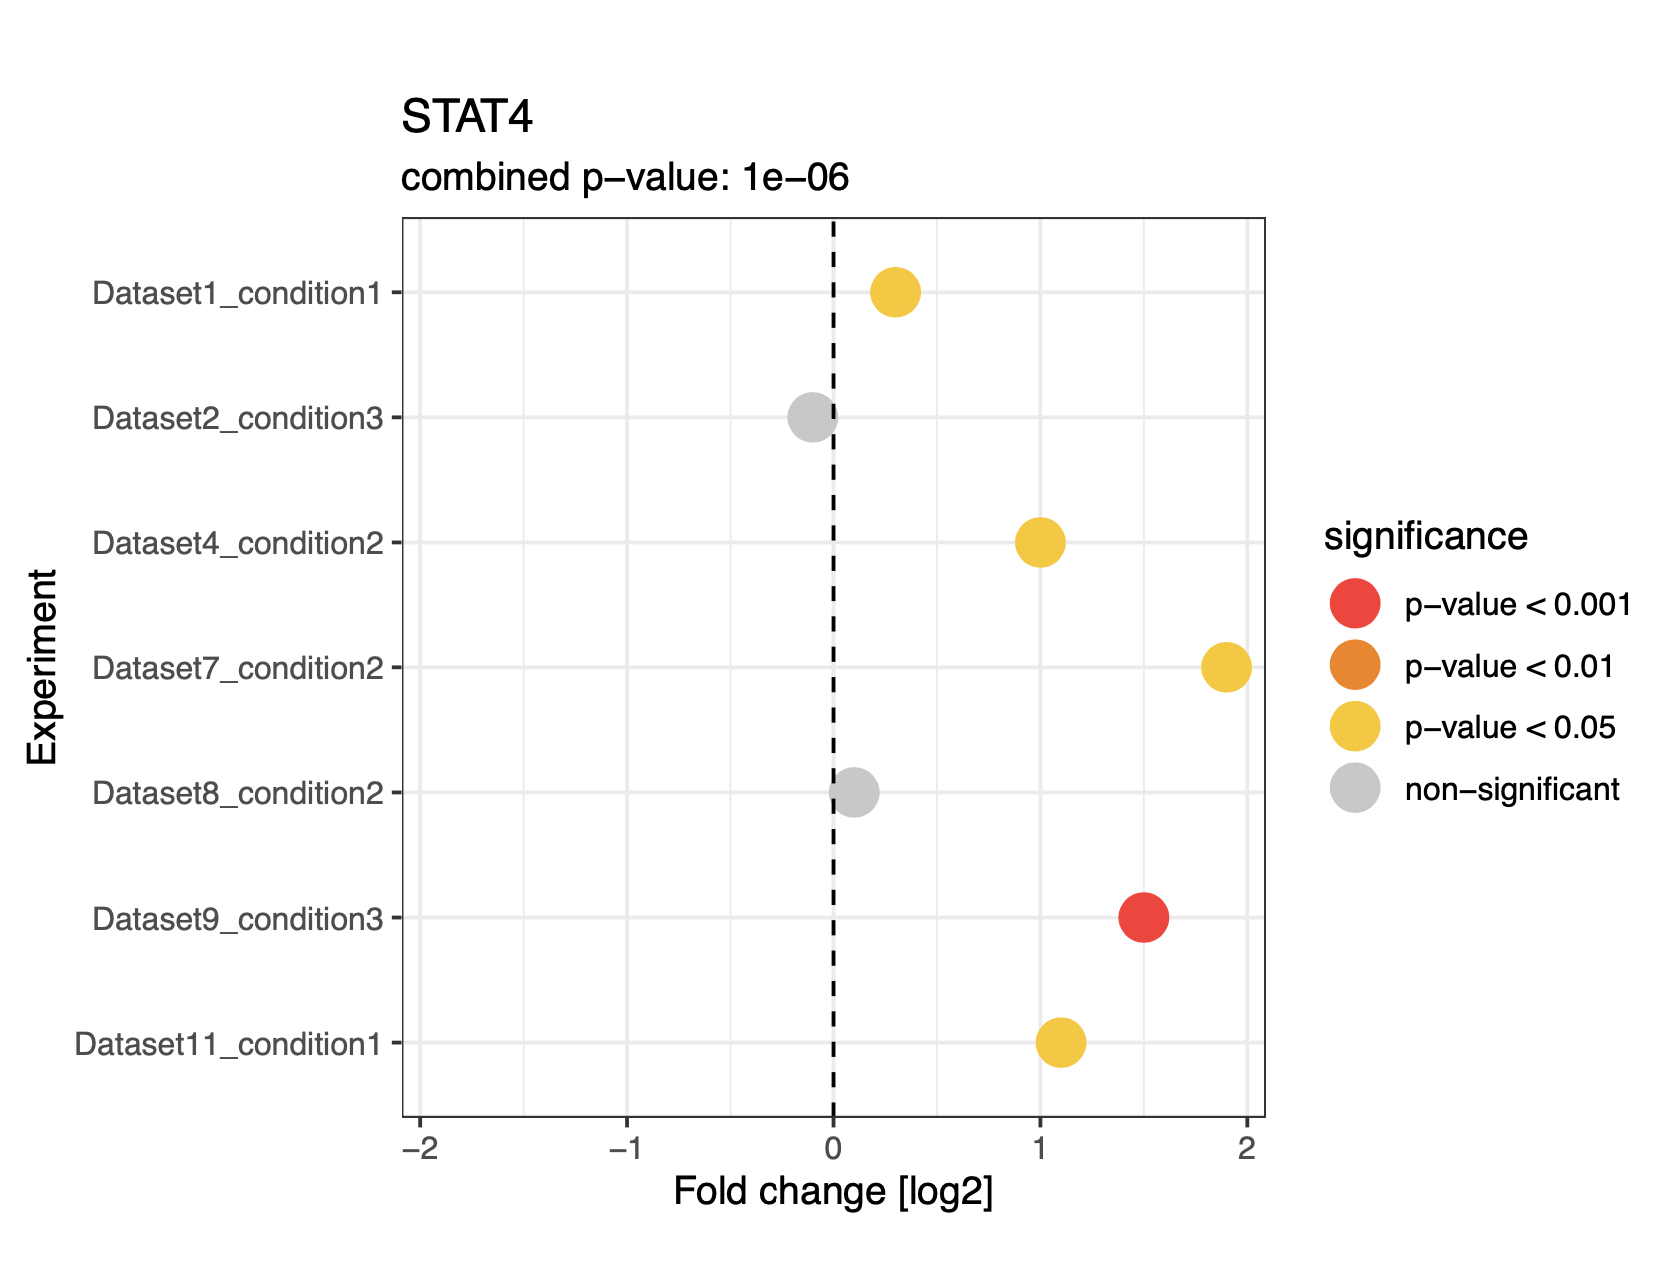 STAT4
combined p−value: 1e−06
Experiment
Dataset1_condition1
Dataset2_condition3
Dataset4_condition2
Dataset7_condition2
Dataset8_condition2
Dataset9_condition3
Dataset11_condition1
−2 −1 0 1 2
Fold change [log2]
significance
p−value < 0.001
p−value < 0.01
p−value < 0.05
non−significant